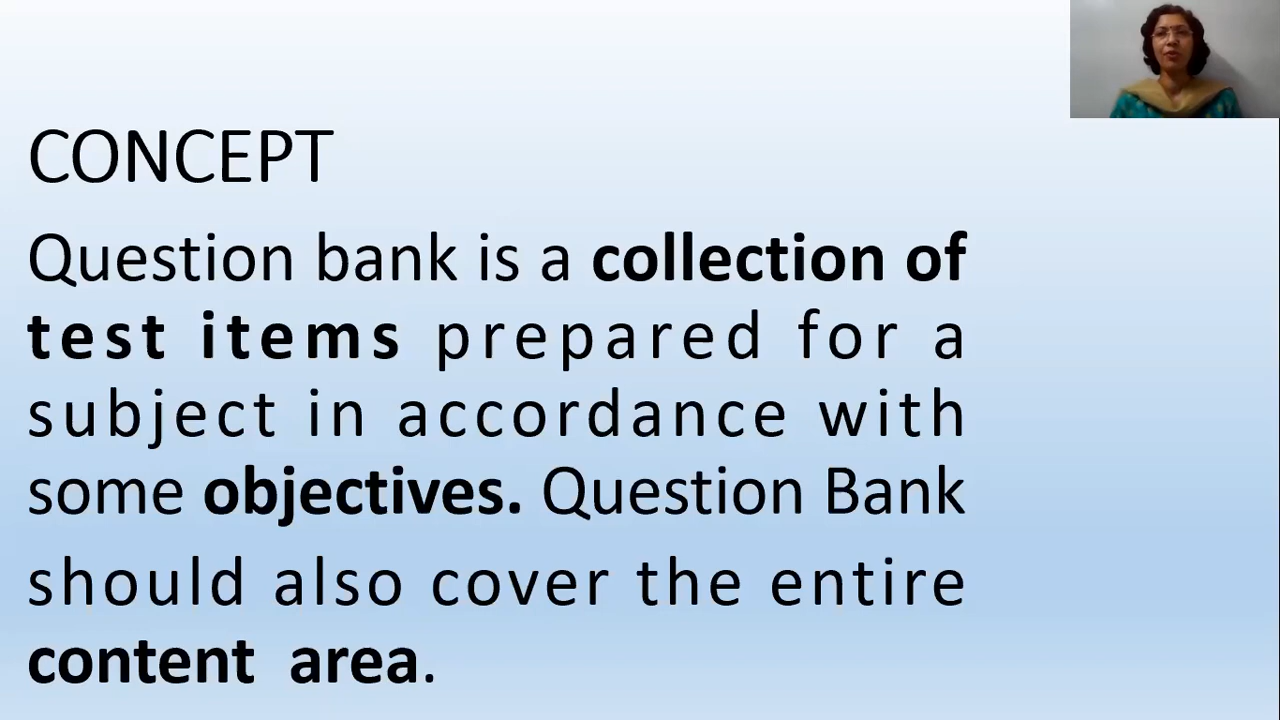 CONCEPT
Question bank is a collection of
test items prepared for a
subject in accordance with
some objectives. Question Bank
should also cover the entire
content area.